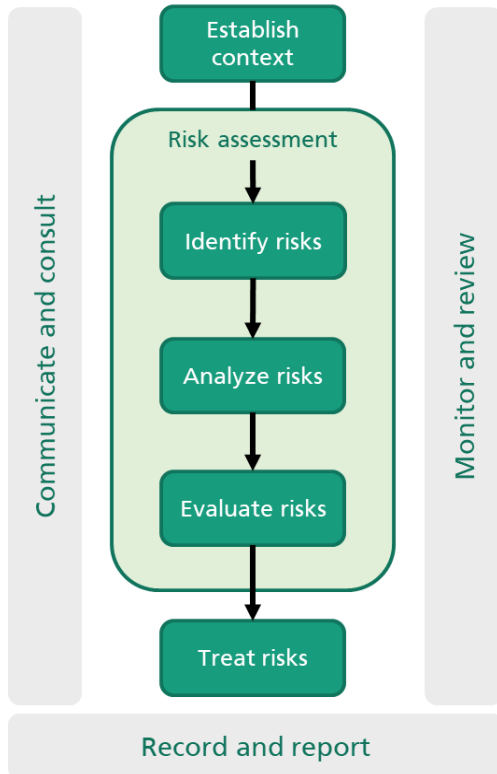 Establish
context
Risk assessment
Identify risks
Analyze risks
Evaluate risks
Treat risks
Communicate and consult
Monitor and review
Record and report